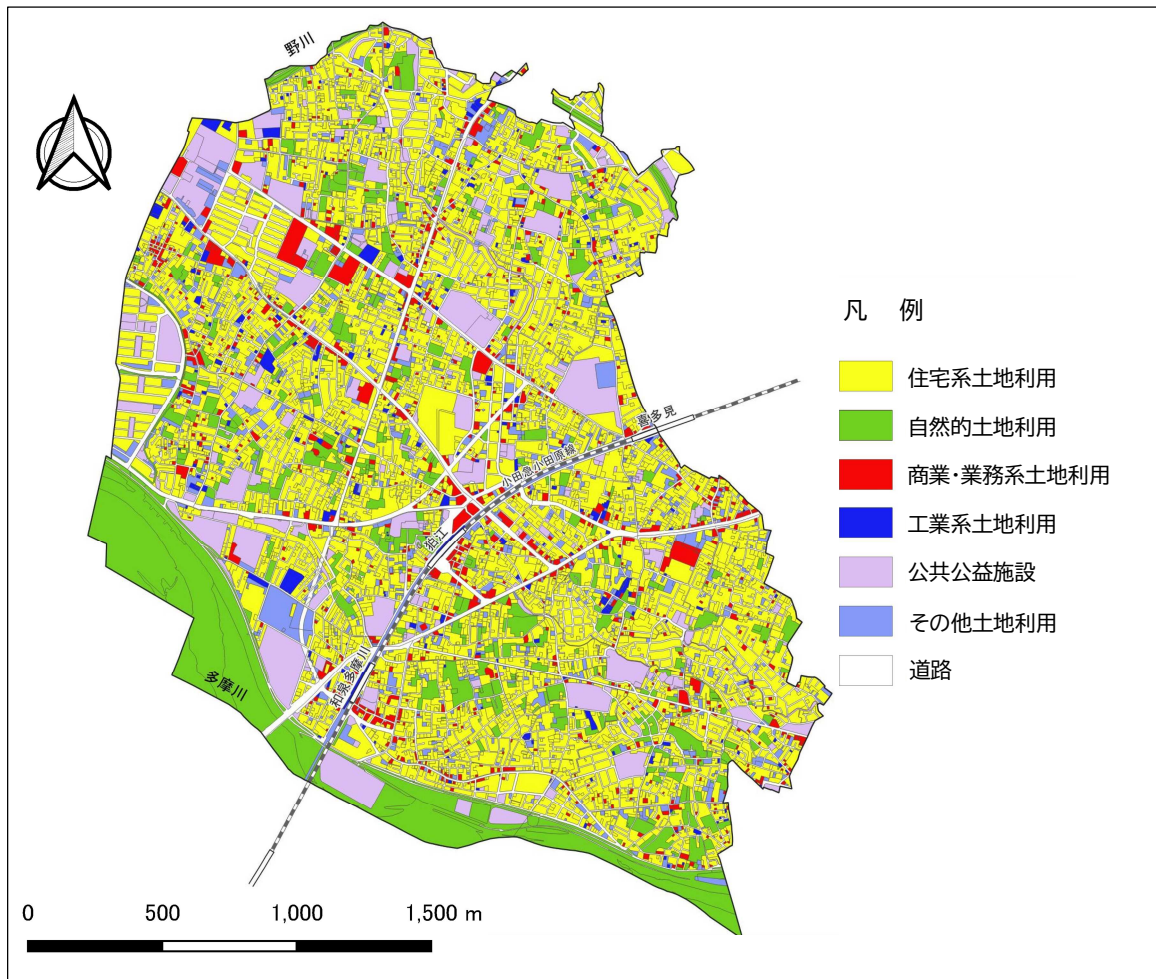 野川
凡 例
住宅系土地利用
自然的土地利用
商業・業務系土地利用
工業系土地利用
公共公益施設
その他土地利用
道路
喜多見
小田急小田原線
狛江
和泉多摩川
多摩川
0 500 1,000 1,500 m